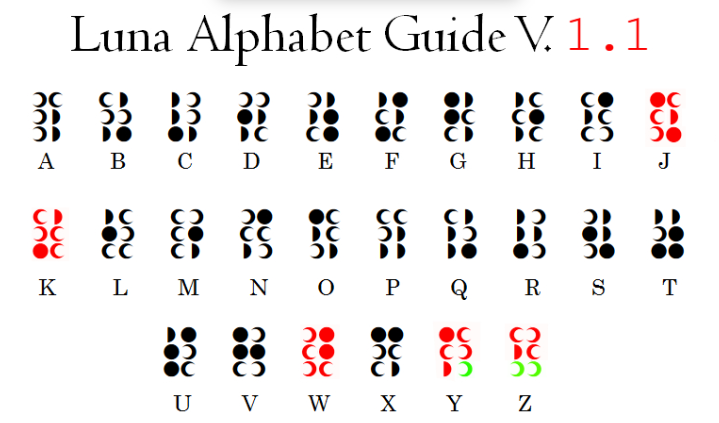 Luna Alphabet Guide V. 1.1
A B C D E F G H I J
K L M N O P Q R S T
U V W X Y Z